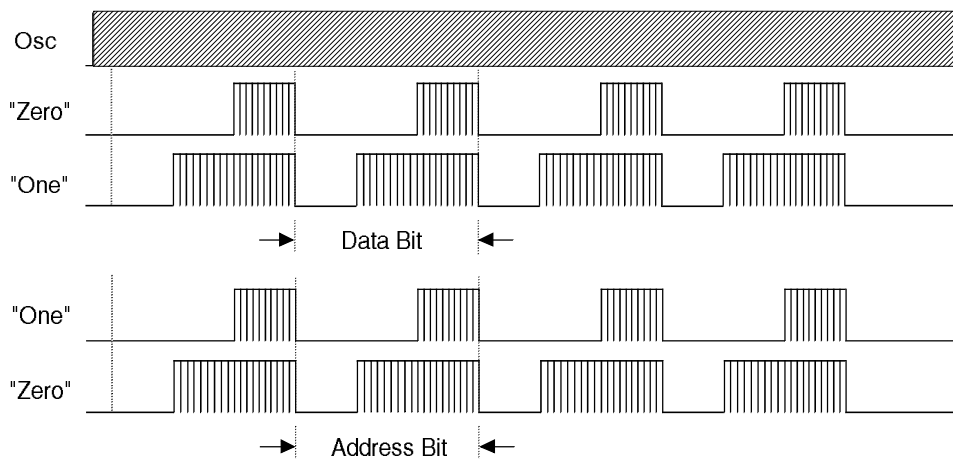 Osc
"Zero"
"One"
Data Bit
"One"
"Zero"
Address Bit